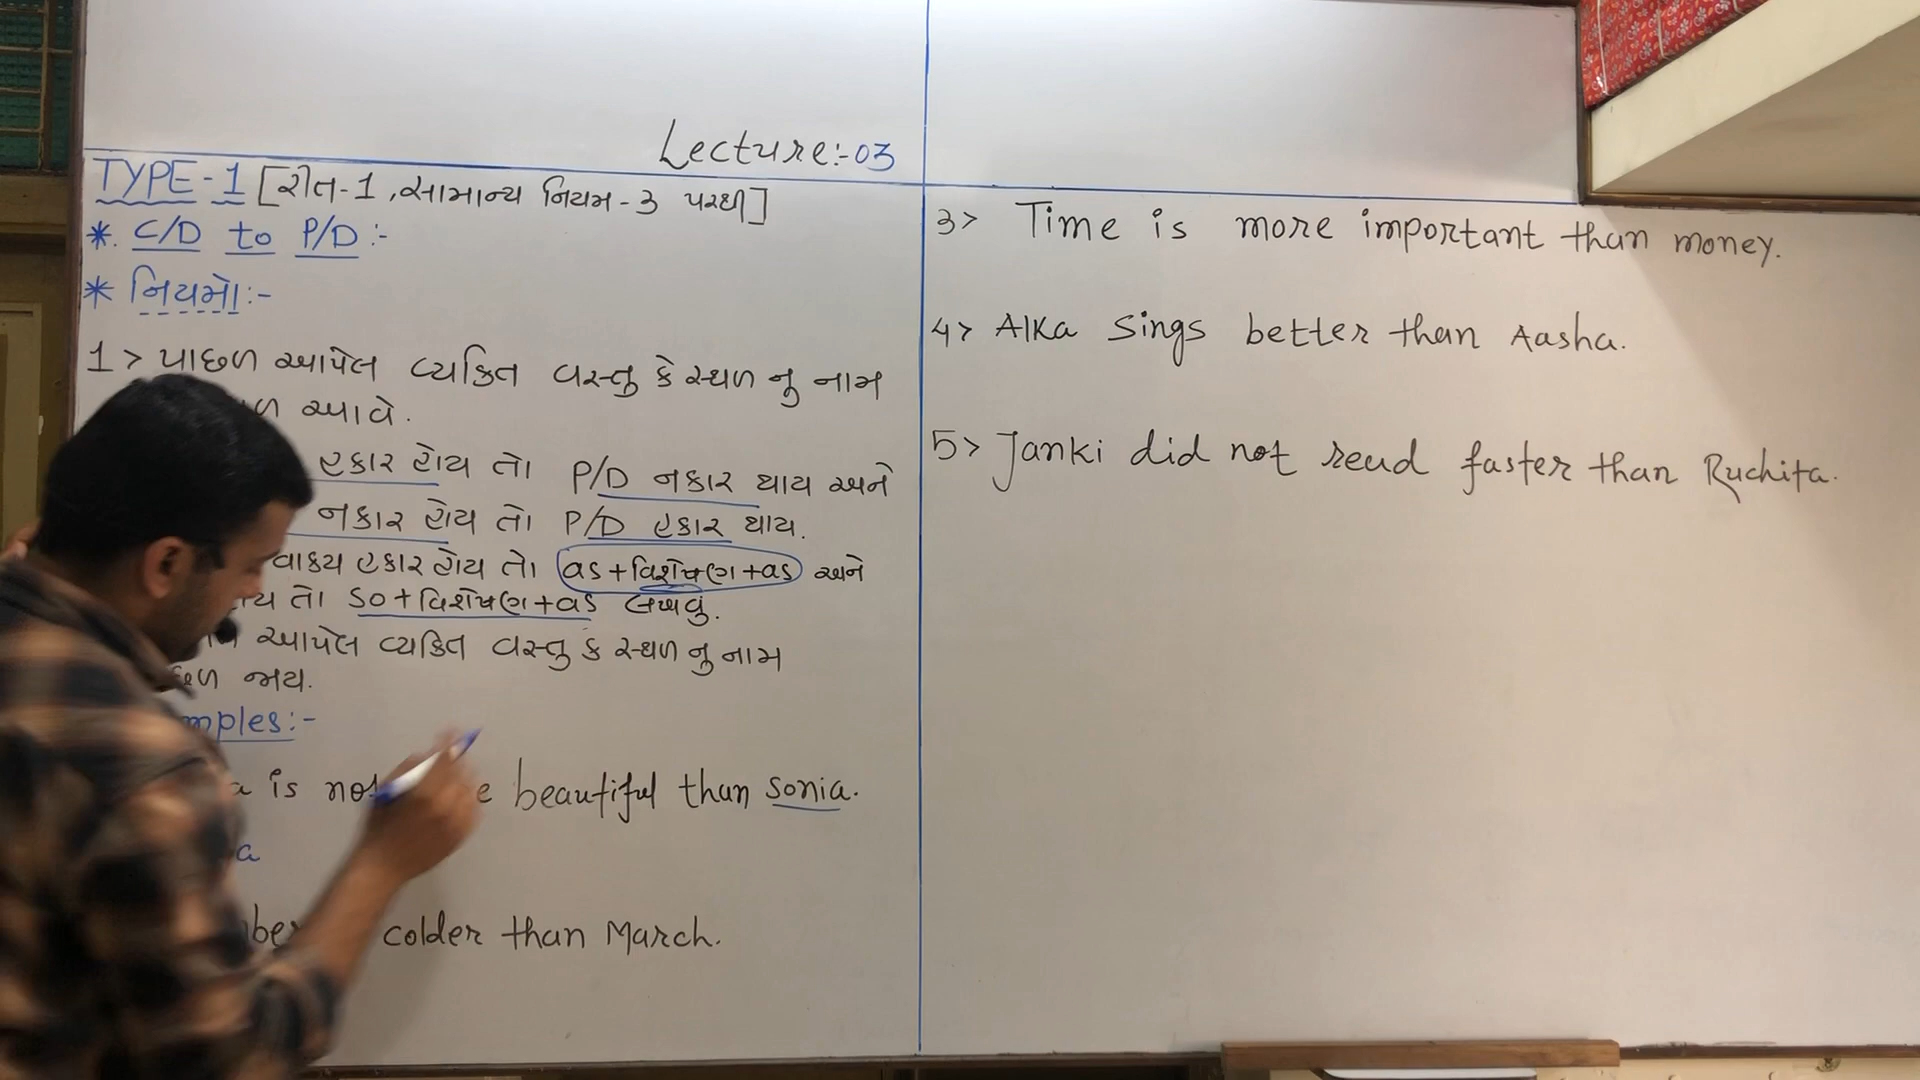 Lecture:-03
TYPE-1 [રીત-1, સામાન્ય નિયમ-3 પરથી]
*. C/D to P/D:-
* નિયમો:-
1> પાછળ આપેલ વ્યકિત વસ્તુ કે સ્થળ નુ નામ
આવે.
હકાર હોય તો P/D નકાર થાય અને
નકાર હોય તો P/D હકાર થાય.
વાકય હકાર હોય તો as+વિશેષણ+as અને
તો so+વિશેષણ+as લખવું.
આપેલ વ્યકિત વસ્તુ કે સ્થળ નુ નામ
જાય.
mples:-
a is not e beautiful than sonia.
a
ber colder than March.
3> Time is more important than money.
4> Alka Sings better than Aasha.
5> Janki did not read faster than Ruchita.